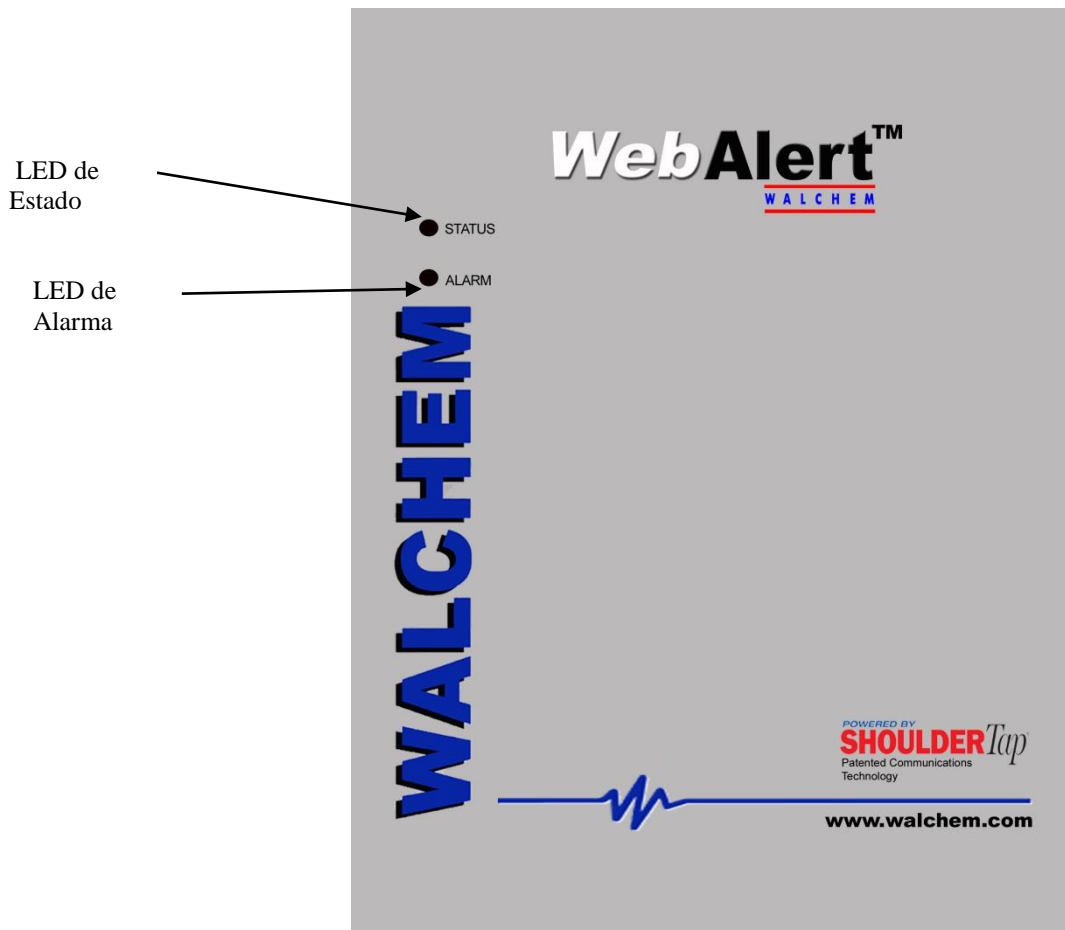 WebAlert™
WALCHEM
LED de
Estado
STATUS
LED de
Alarma
ALARM
WALCHEM
POWERED BY
SHOULDERTap
Patented Communications
Technology
www.walchem.com